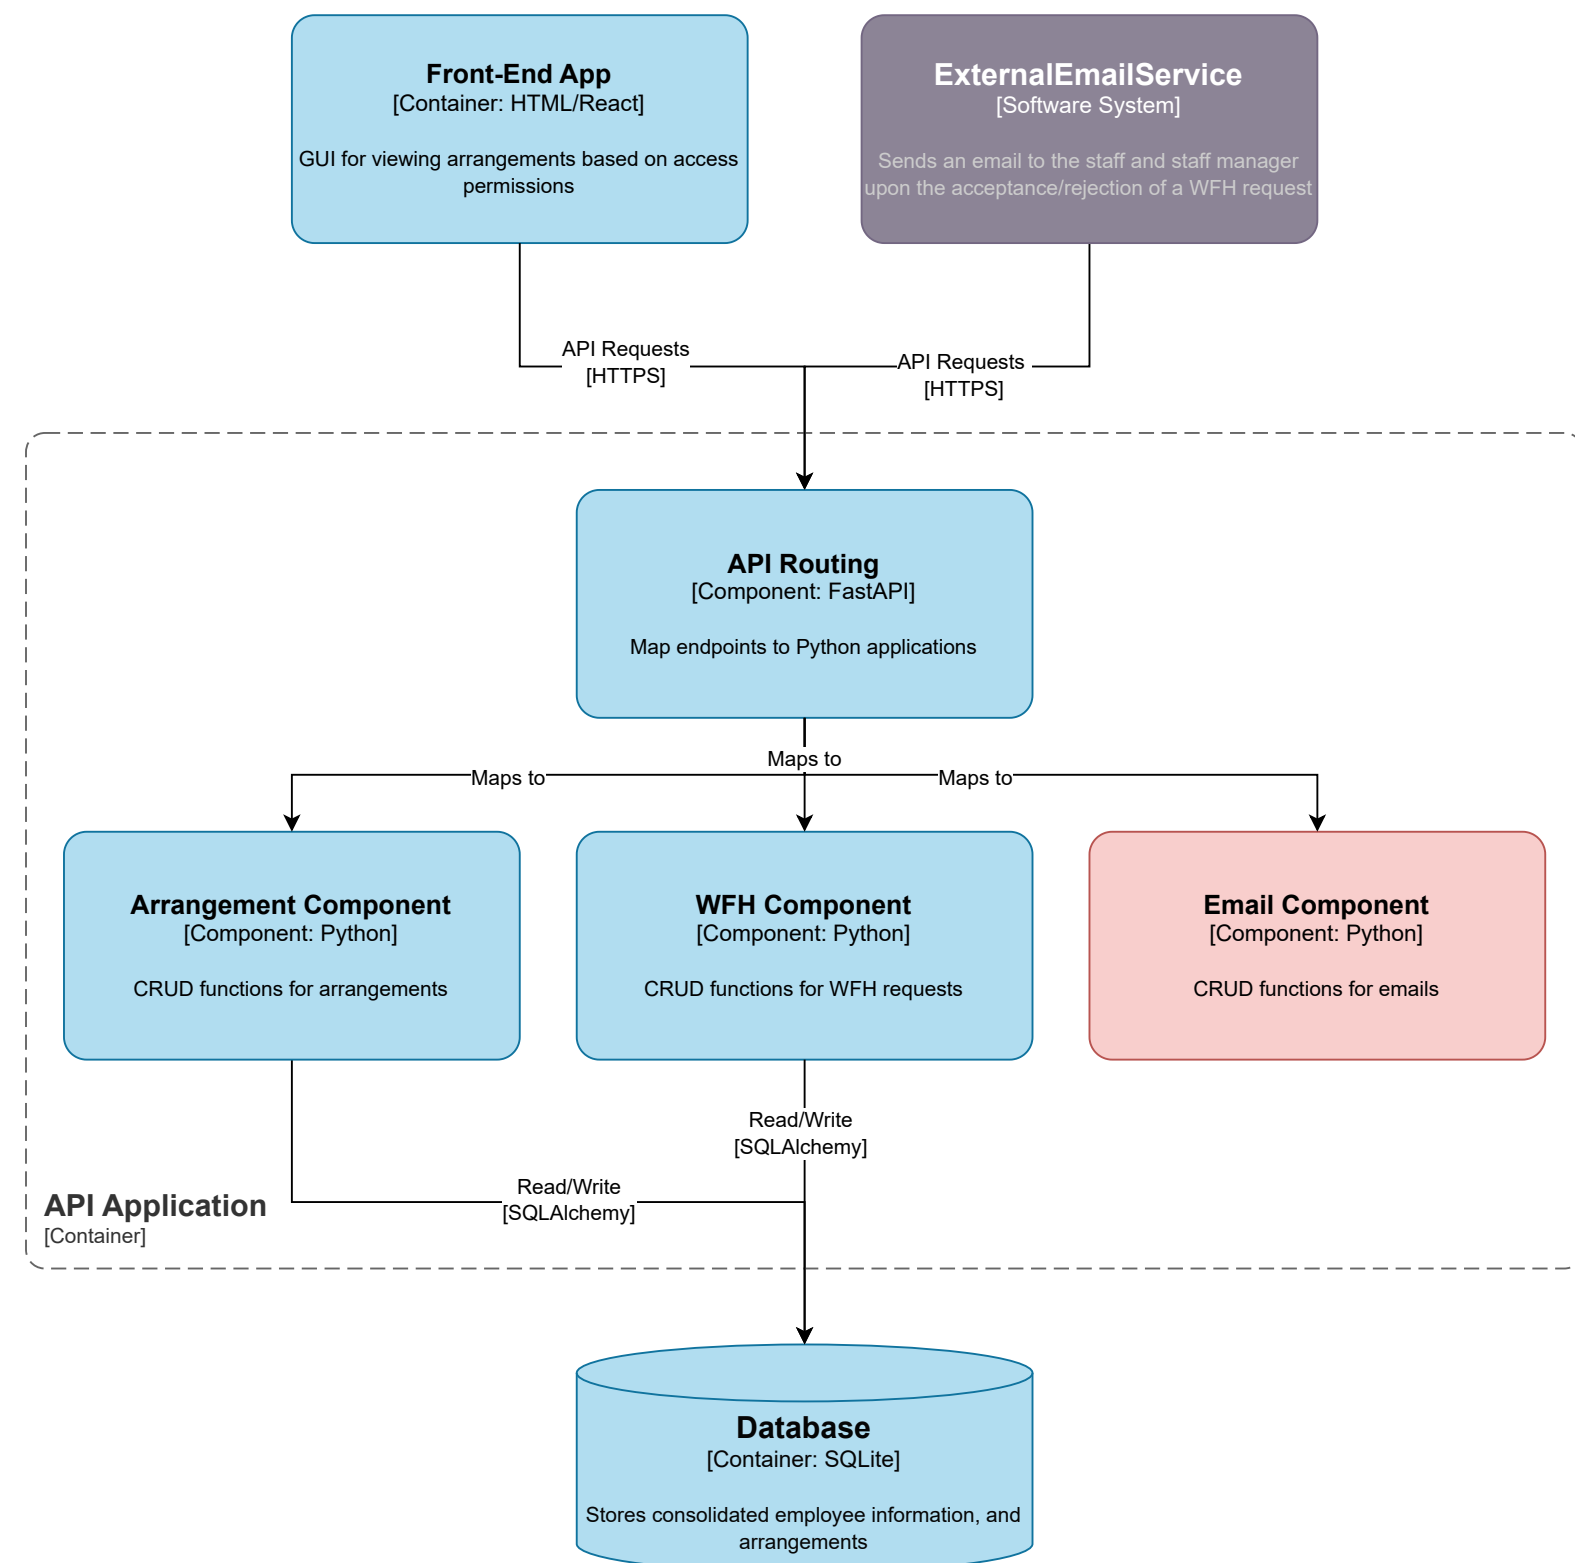 Front-End App
[Container: HTML/React]
GUI for viewing arrangements based on access
permissions
ExternalEmailService
[Software System]
Sends an email to the staff and staff manager
upon the acceptance/rejection of a WFH request
API Requests
[HTTPS]
API Requests
[HTTPS]
API Routing
[Component: FastAPI]
Map endpoints to Python applications
Maps to
Maps to
Maps to
Arrangement Component
[Component: Python]
CRUD functions for arrangements
WFH Component
[Component: Python]
CRUD functions for WFH requests
Email Component
[Component: Python]
CRUD functions for emails
Read/Write
[SQLAlchemy]
Read/Write
[SQLAlchemy]
API Application
[Container]
Database
[Container: SQLite]
Stores consolidated employee information, and
arrangements